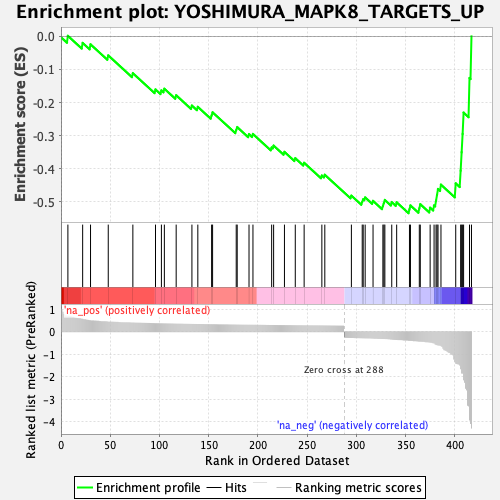 Enrichment plot: YOSHIMURA_MAPK8_TARGETS_UP
Enrichment score (ES)
0.0
-0.1
-0.2
-0.3
-0.4
-0.5
'na_pos' (positively correlated)
Ranked list metric (PreRanked)
1
0
-1
-2
-3
-4
Zero cross at 288
'na_neg' (negatively correlated)
0 50 100 150 200 250 300 350 400
Rank in Ordered Dataset
Enrichment profile Hits Ranking metric scores